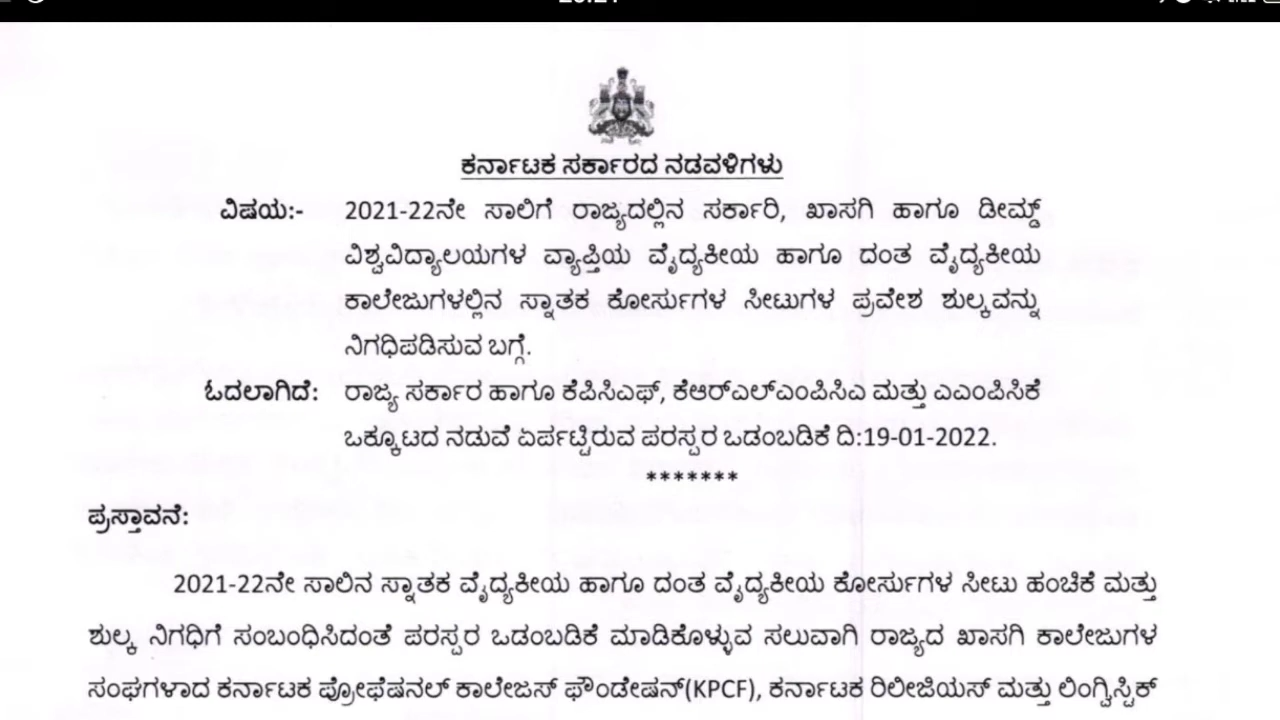 ಕರ್ನಾಟಕ ಸರ್ಕಾರದ ನಡವಳಿಗಳು
ವಿಷಯ:- 2021-22ನೇ ಸಾಲಿಗೆ ರಾಜ್ಯದಲ್ಲಿನ ಸರ್ಕಾರಿ, ಖಾಸಗಿ ಹಾಗೂ ಡೀಮ್ಡ್
ವಿಶ್ವವಿದ್ಯಾಲಯಗಳ ವ್ಯಾಪ್ತಿಯ ವೈದ್ಯಕೀಯ ಹಾಗೂ ದಂತ ವೈದ್ಯಕೀಯ
ಕಾಲೇಜುಗಳಲ್ಲಿನ ಸ್ನಾತಕ ಕೋರ್ಸುಗಳ ಸೀಟುಗಳ ಪ್ರವೇಶ ಶುಲ್ಕವನ್ನು
ನಿಗಧಿಪಡಿಸುವ ಬಗ್ಗೆ.
ಓದಲಾಗಿದೆ: ರಾಜ್ಯ ಸರ್ಕಾರ ಹಾಗೂ ಕೆಪಿಸಿಎಫ್, ಕೆಆರ್‌ಎಲ್‌ಎಂಪಿಸಿಎ ಮತ್ತು ಎಎಂಪಿಸಿಕೆ
ಒಕ್ಕೂಟದ ನಡುವೆ ಏರ್ಪಟ್ಟಿರುವ ಪರಸ್ಪರ ಒಡಂಬಡಿಕೆ ದಿ:19-01-2022.
*******
ಪ್ರಸ್ತಾವನೆ:
2021-22ನೇ ಸಾಲಿನ ಸ್ನಾತಕ ವೈದ್ಯಕೀಯ ಹಾಗೂ ದಂತ ವೈದ್ಯಕೀಯ ಕೋರ್ಸುಗಳ ಸೀಟು ಹಂಚಿಕೆ ಮತ್ತು
ಶುಲ್ಕ ನಿಗಧಿಗೆ ಸಂಬಂಧಿಸಿದಂತೆ ಪರಸ್ಪರ ಒಡಂಬಡಿಕೆ ಮಾಡಿಕೊಳ್ಳುವ ಸಲುವಾಗಿ ರಾಜ್ಯದ ಖಾಸಗಿ ಕಾಲೇಜುಗಳ
ಸಂಘಗಳಾದ ಕರ್ನಾಟಕ ಪ್ರೋಫೆಷನಲ್ ಕಾಲೇಜಸ್ ಫೌಂಡೇಷನ್(KPCF), ಕರ್ನಾಟಕ ರಿಲೀಜಿಯಸ್ ಮತ್ತು ಲಿಂಗ್ವಿಸ್ಟಿಕ್